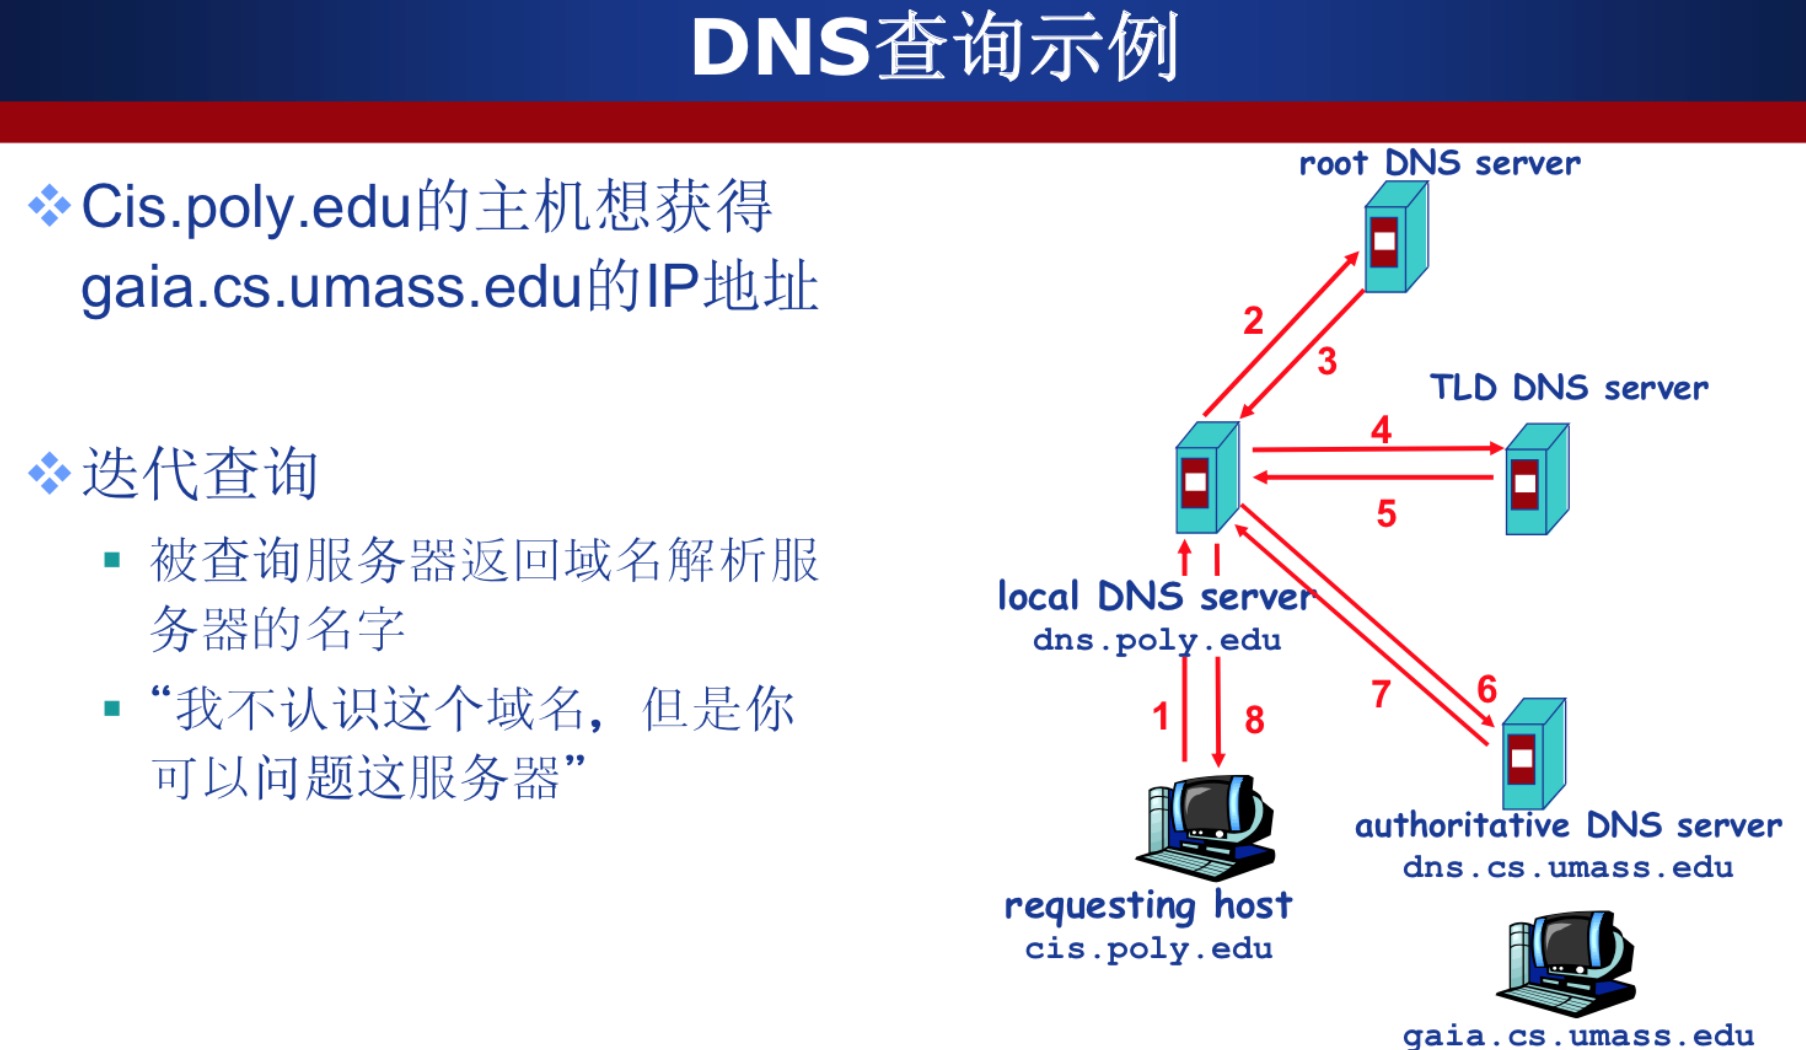 DNS查询示例
Cis.poly.edu的主机想获得
gaia.cs.umass.edu的IP地址
迭代查询
被查询服务器返回域名解析服
务器的名字
“我不认识这个域名，但是你
可以问题这服务器”
root DNS server
2
3
TLD DNS server
4
5
local DNS server
dns.poly.edu
7
6
1
8
authoritative DNS server
dns.cs.umass.edu
requesting host
cis.poly.edu
gaia.cs.umass.edu